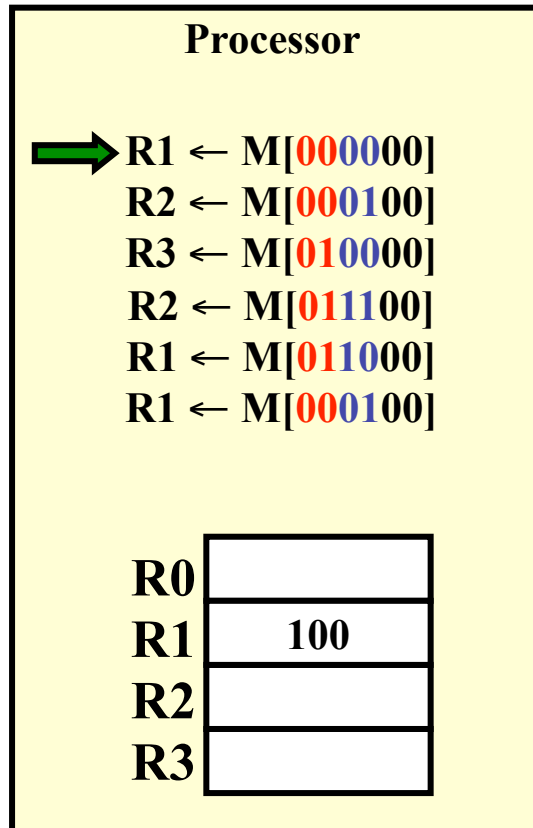 Processor
R1 ← M[000000]
R2 ← M[000100]
R3 ← M[010000]
R2 ← M[011100]
R1 ← M[011000]
R1 ← M[000100]
R0
R1 100
R2
R3